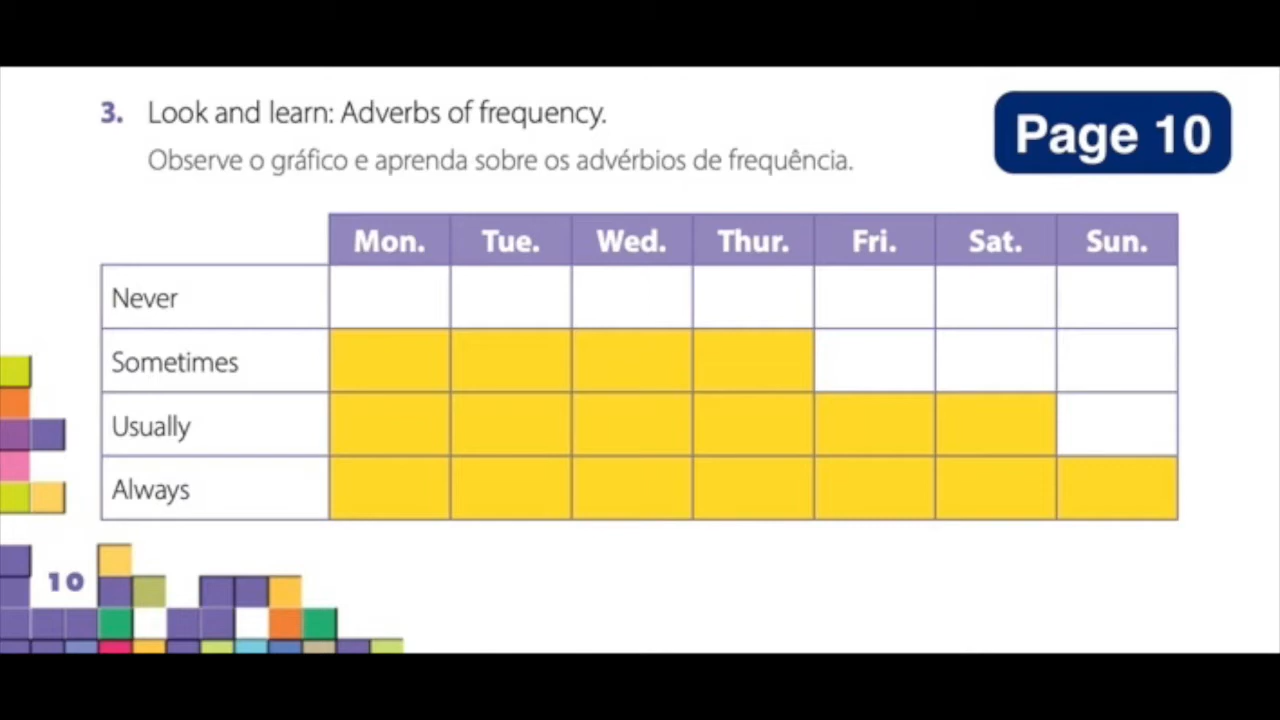 3. Look and learn: Adverbs of frequency.
Observe o gráfico e aprenda sobre os advérbios de frequência.
Page 10
Mon. Tue. Wed. Thur. Fri. Sat. Sun.
Never
Sometimes
Usually
Always
10